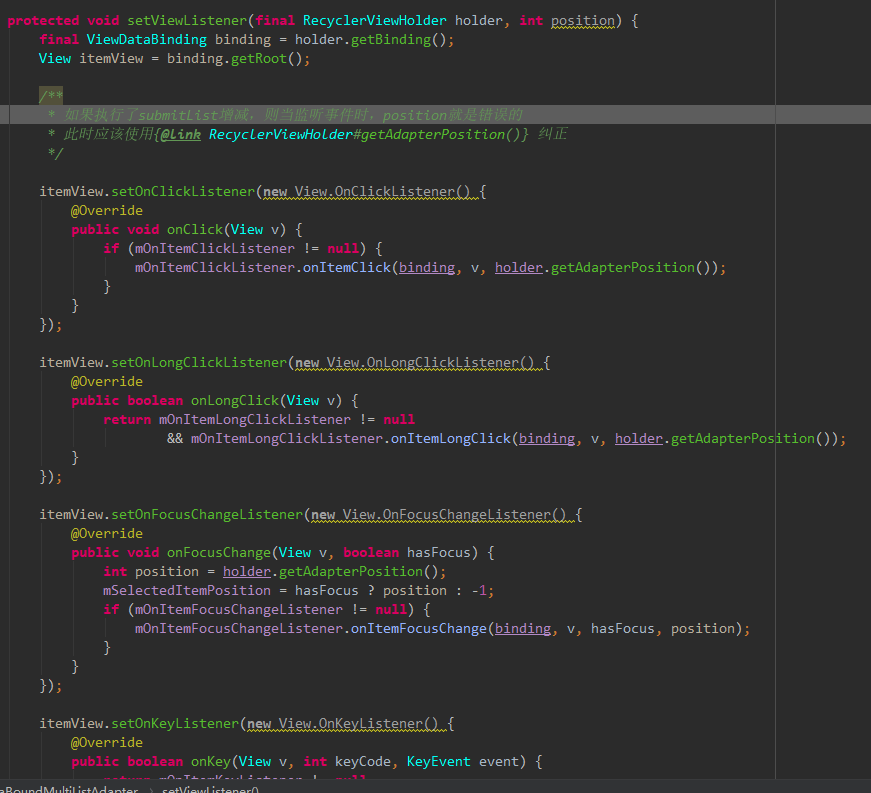 protected void setViewListener(final RecyclerViewHolder holder, int position) {
    final ViewDataBinding binding = holder.getBinding();
    View itemView = binding.getRoot();
    /**
     * 如果执行了submitList增减，则当监听事件时，position就是错误的
     * 此时应该使用{@link RecyclerViewHolder#getAdapterPosition()} 纠正
     */
    itemView.setOnClickListener(new View.OnClickListener() {
        @Override
        public void onClick(View v) {
            if (mOnItemClickListener != null) {
                mOnItemClickListener.onItemClick(binding, v, holder.getAdapterPosition());
            }
        }
    });
    itemView.setOnLongClickListener(new View.OnLongClickListener() {
        @Override
        public boolean onLongClick(View v) {
            return mOnItemLongClickListener != null
                    && mOnItemLongClickListener.onItemLongClick(binding, v, holder.getAdapterPosition());
        }
    });
    itemView.setOnFocusChangeListener(new View.OnFocusChangeListener() {
        @Override
        public void onFocusChange(View v, boolean hasFocus) {
            int position = holder.getAdapterPosition();
            mSelectedItemPosition = hasFocus ? position : -1;
            if (mOnItemFocusChangeListener != null) {
                mOnItemFocusChangeListener.onItemFocusChange(binding, v, hasFocus, position);
            }
        }
    });
    itemView.setOnKeyListener(new View.OnKeyListener() {
        @Override
        public boolean onKey(View v, int keyCode, KeyEvent event) {
            return mOnItemKeyListener != null
aBoundMultiListAdapter > setViewListener()